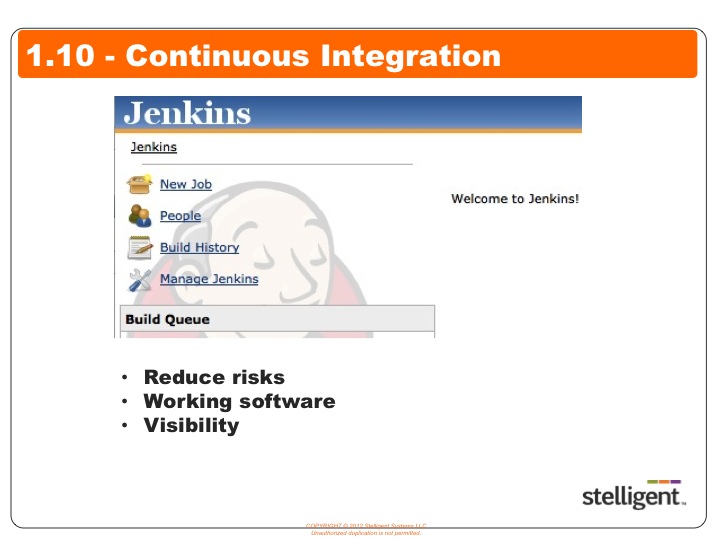 1.10 - Continuous Integration
Jenkins
Jenkins
New Job
Welcome to Jenkins!
People
Build History
Manage Jenkins
Build Queue
• Reduce risks
• Working software
• Visibility
stelligent™
COPYRIGHT © 2012 Stelligent Systems LLC
Unauthorized duplication is not permitted.